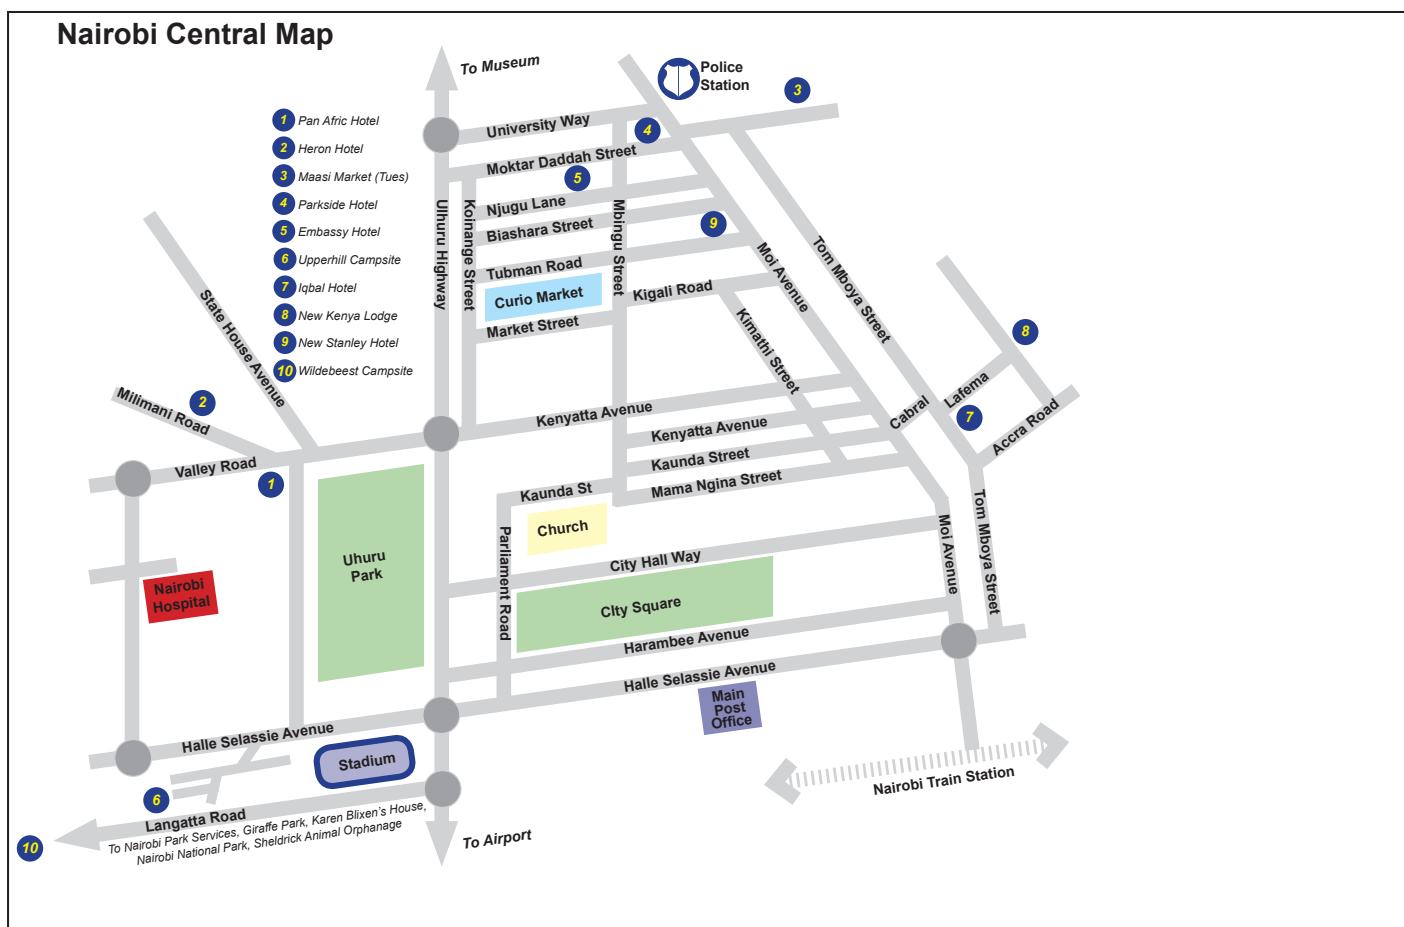 Nairobi Central Map
To Museum
Police
Station
3
1 Pan Afric Hotel
2 Heron Hotel
3 Maasi Market (Tues)
4 Parkside Hotel
5 Embassy Hotel
6 Upperhill Campsite
7 Iqbal Hotel
8 New Kenya Lodge
9 New Stanley Hotel
10 Wildebeest Campsite
University Way
4
Moktar Daddah Street
5
Njugu Lane
Biashara Street
9
Tubman Road
Curio Market
Market Street
Kigali Road
Ulhuru Highway
Koinange Street
Mbingu Street
Moi Avenue
Tom Mboya Street
Kimathi Street
8
State House Avenue
Milimani Road
2
Kenyatta Avenue
Kenyatta Avenue
Cabral
Lafema
7
Accra Road
Valley Road
1
Kaunda Street
Kaunda St
Mama Ngina Street
Church
Parliament Road
City Hall Way
Moi Avenue
Tom Mboya Street
Uhuru
Park
Nairobi
Hospital
CIty Square
Harambee Avenue
Halle Selassie Avenue
Main
Post
Office
Halle Selassie Avenue
Stadium
Nairobi Train Station
6
Langatta Road
10
To Nairobi Park Services, Giraffe Park, Karen Blixen's House,
Nairobi National Park, Sheldrick Animal Orphanage
To Airport